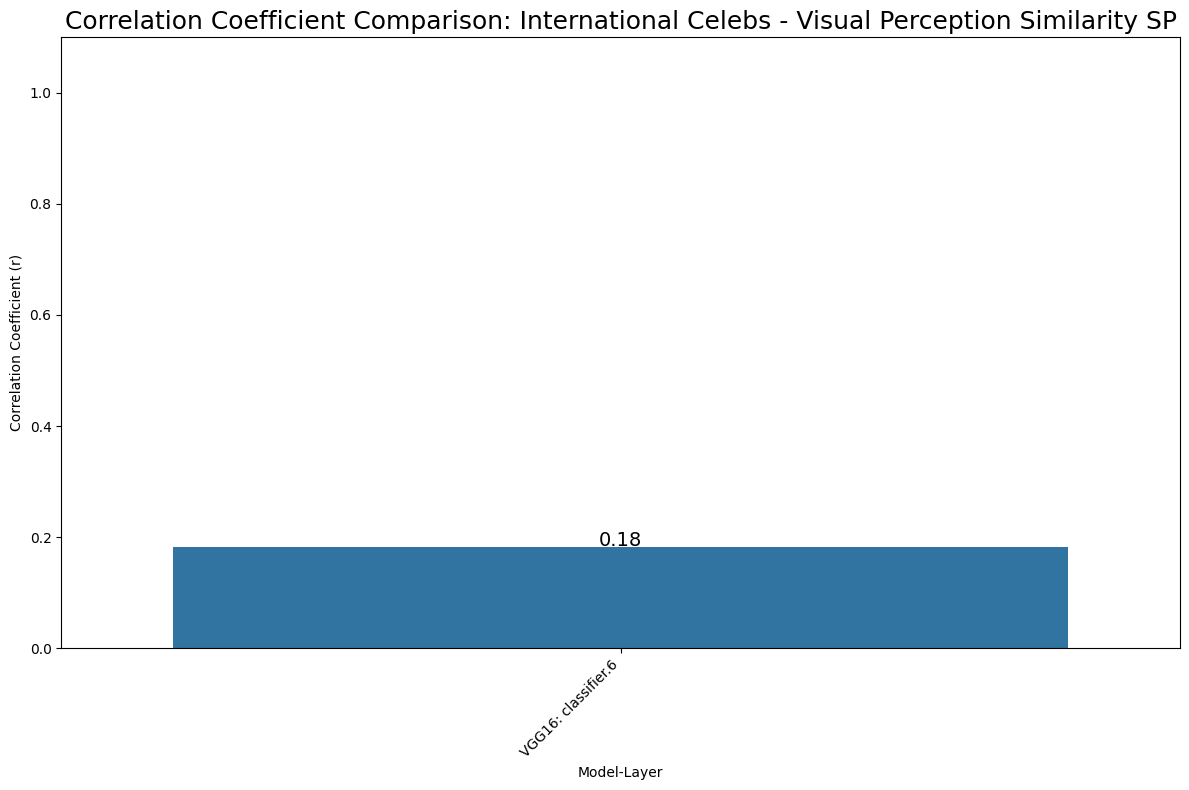 Correlation Coefficient Comparison: International Celebs - Visual Perception Similarity SP
1.0
0.8
0.6
0.4
0.2
0.0
Correlation Coefficient (r)
0.18
VGG16: classifier.6
Model-Layer